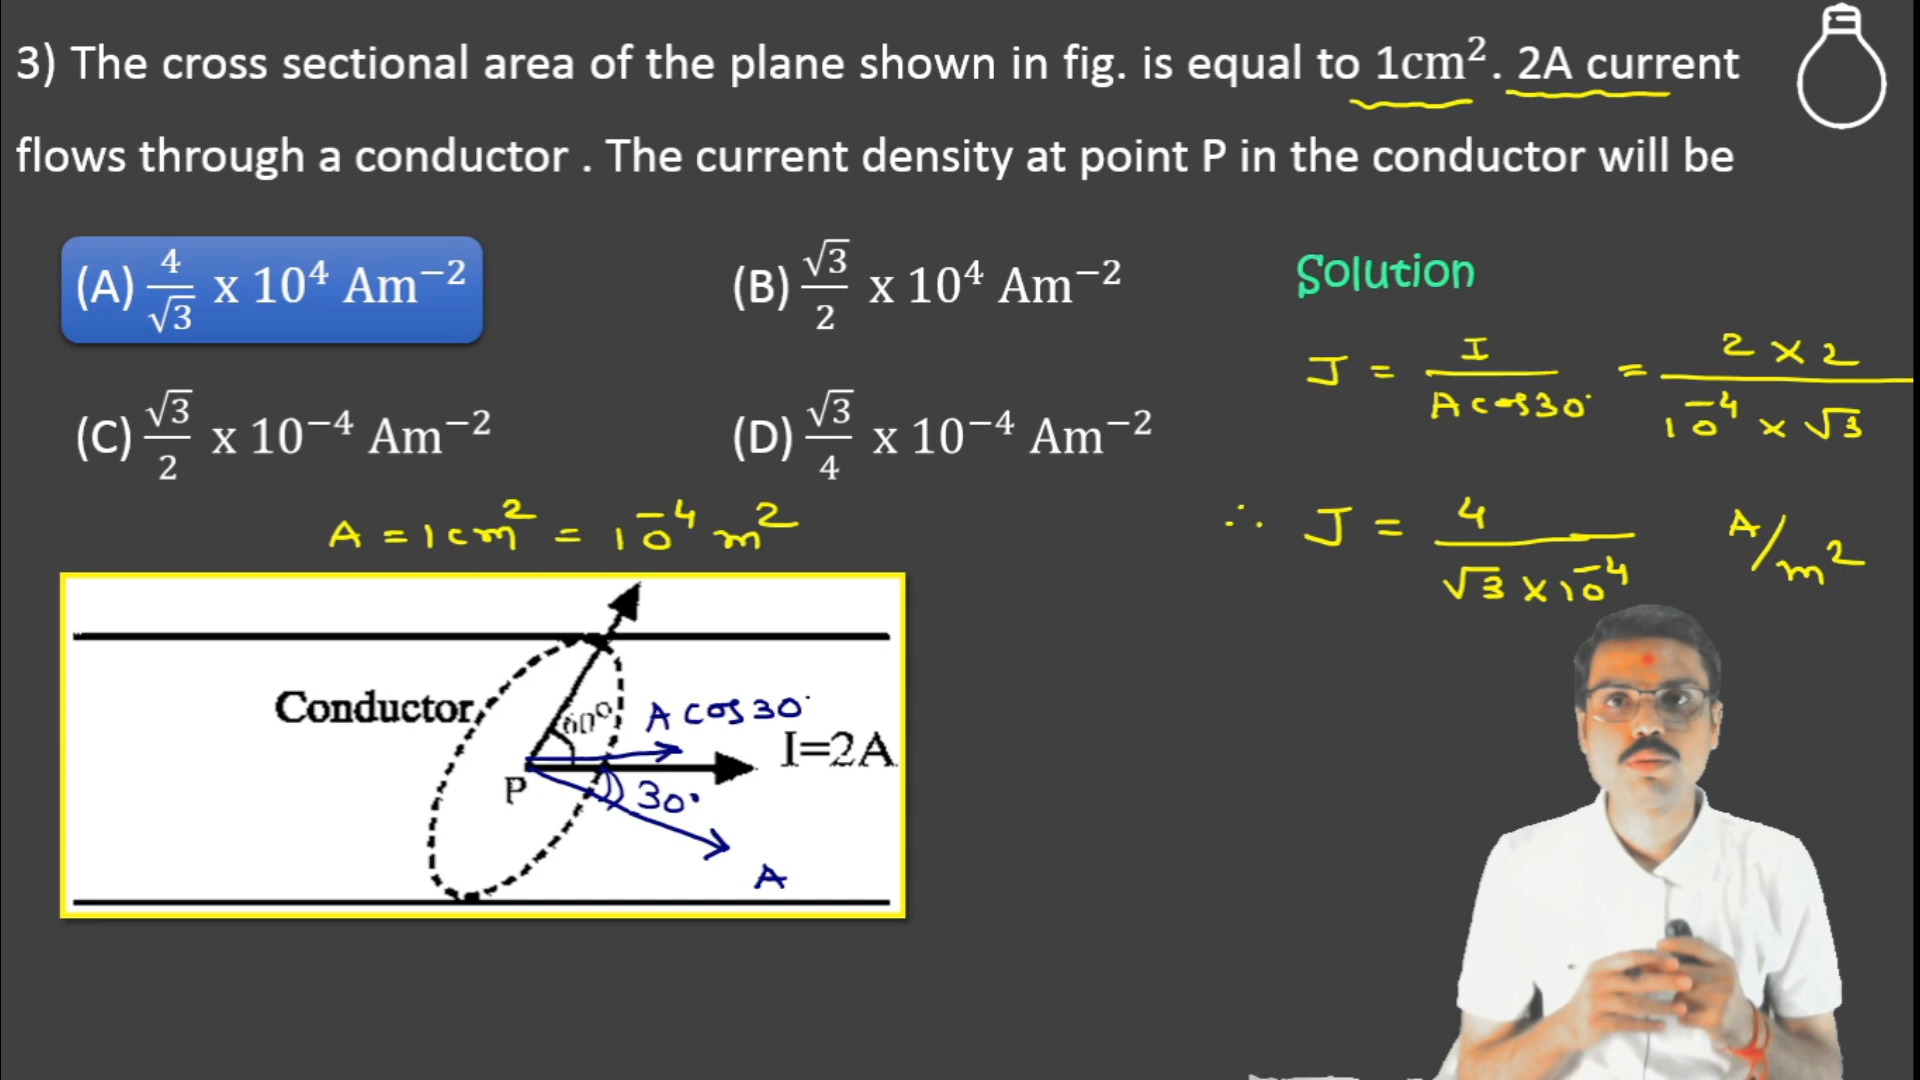 3) The cross sectional area of the plane shown in fig. is equal to 1cm². 2A current
flows through a conductor . The current density at point P in the conductor will be
(A) 4/√3 x 10⁴ Am⁻²
(B) √3/2 x 10⁴ Am⁻²
(C) √3/2 x 10⁻⁴ Am⁻²
(D) √3/4 x 10⁻⁴ Am⁻²
Solution
J = I / A cos30° = 2 × 2 / 10⁻⁴ × √3
∴ J = 4 / √3 × 10⁻⁴ A/m²
A = 1cm² = 10⁻⁴ m²
Conductor
60°
A cos30°
I=2A
P
30°
A